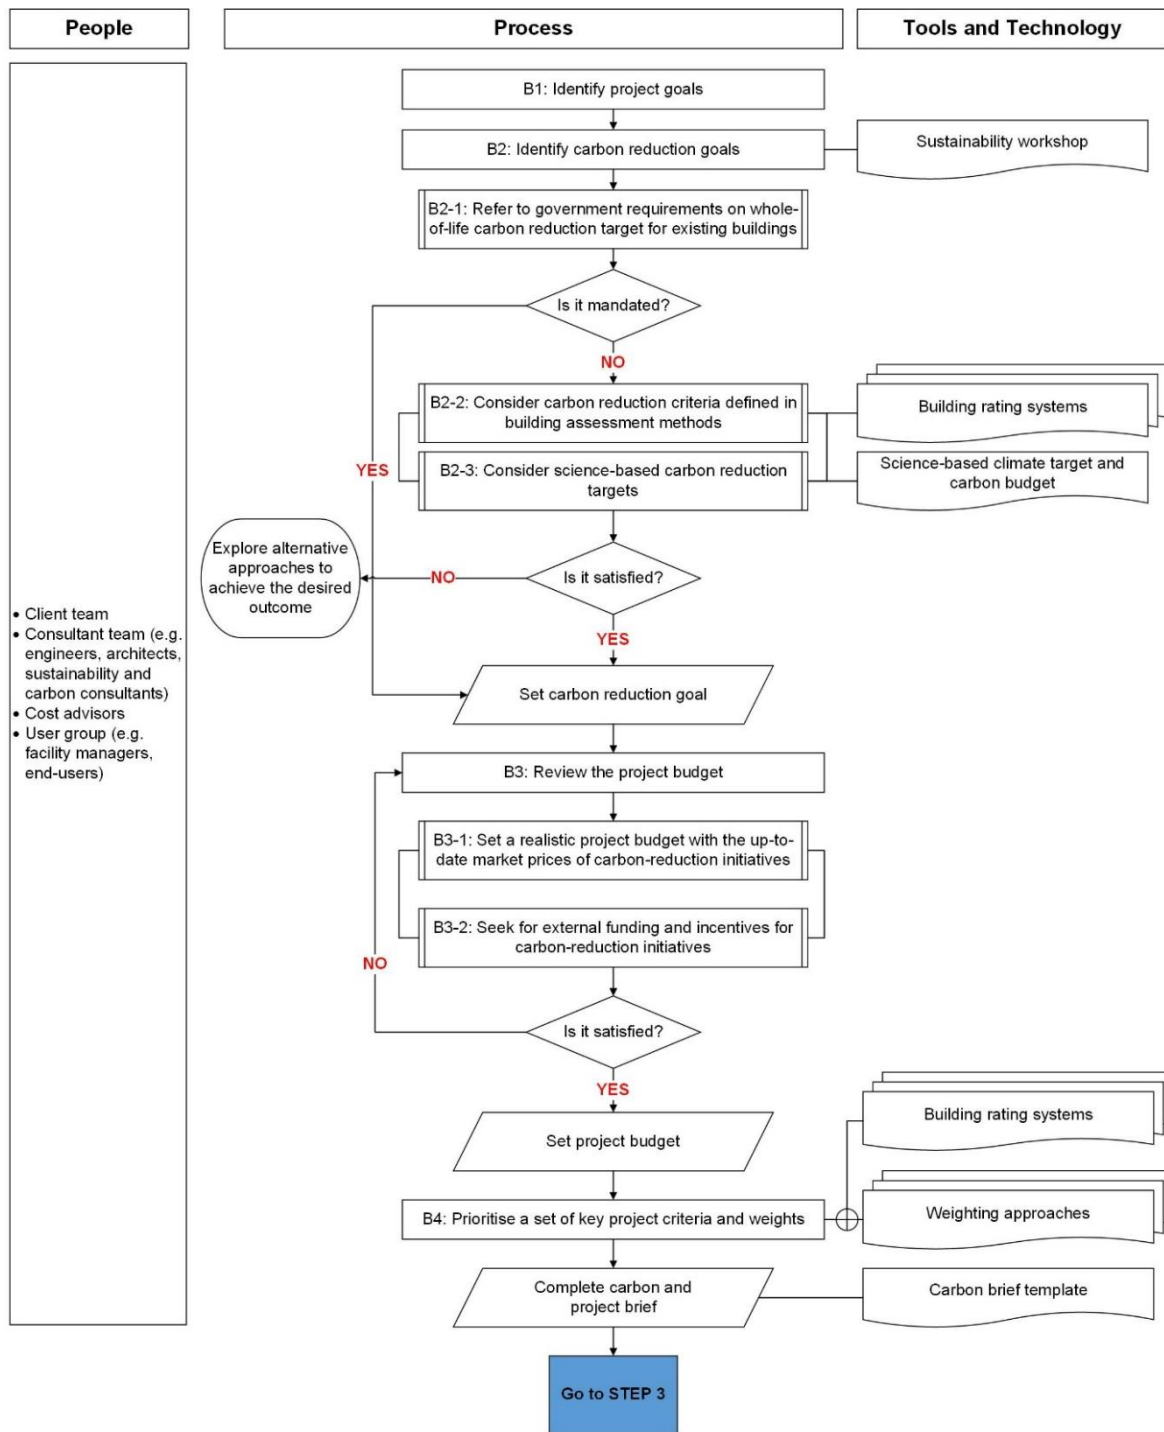 People
Process
Tools and Technology
B1: Identify project goals
B2: Identify carbon reduction goals
Sustainability workshop
B2-1: Refer to government requirements on whole-
of-life carbon reduction target for existing buildings
Is it mandated?
NO
B2-2: Consider carbon reduction criteria defined in
building assessment methods
Building rating systems
YES
B2-3: Consider science-based carbon reduction
targets
Science-based climate target and
carbon budget
Explore alternative
approaches to
achieve the desired
outcome
NO
Is it satisfied?
YES
• Client team
• Consultant team (e.g.
engineers, architects,
sustainability and
carbon consultants)
• Cost advisors
• User group (e.g.
facility managers,
end-users)
Set carbon reduction goal
B3: Review the project budget
B3-1: Set a realistic project budget with the up-to-
date market prices of carbon-reduction initiatives
B3-2: Seek for external funding and incentives for
carbon-reduction initiatives
NO
Is it satisfied?
YES
Set project budget
Building rating systems
B4: Prioritise a set of key project criteria and weights
Weighting approaches
Complete carbon and
project brief
Carbon brief template
Go to STEP 3